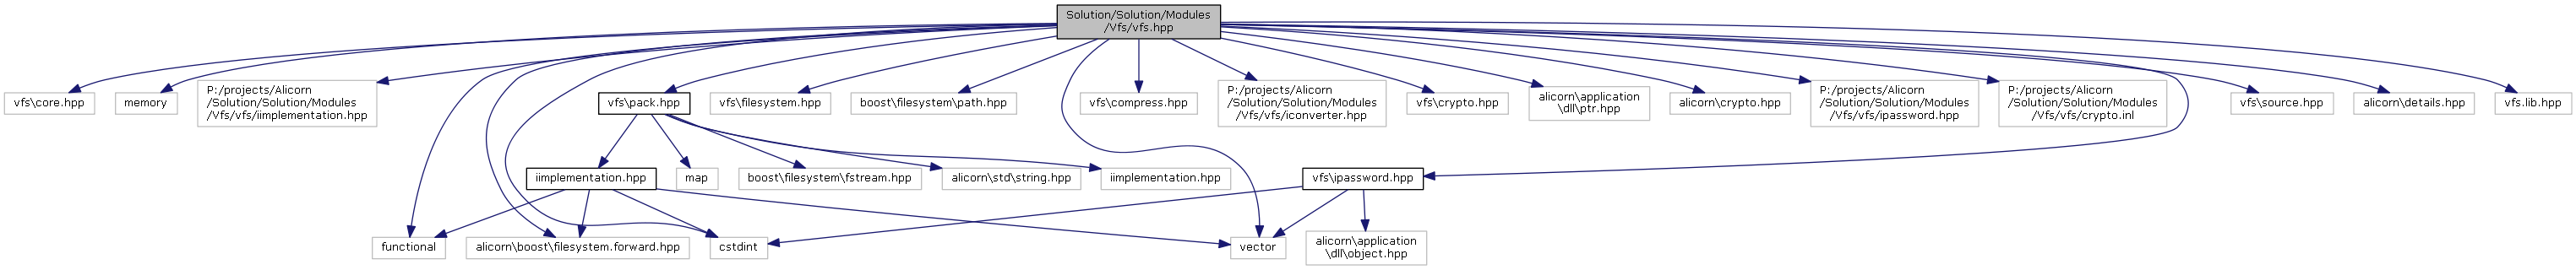 Solution/Solution/Modules
/Vfs/vfs.hpp
vfs\core.hpp
memory
P:/projects/Alicorn
/Solution/Solution/Modules
/Vfs/vfs/iimplementation.hpp
vfs\pack.hpp
vfs\filesystem.hpp
boost\filesystem\path.hpp
vfs\compress.hpp
P:/projects/Alicorn
/Solution/Solution/Modules
/Vfs/vfs/iconverter.hpp
vfs\crypto.hpp
alicorn\application
\dll\ptr.hpp
alicorn\crypto.hpp
P:/projects/Alicorn
/Solution/Solution/Modules
/Vfs/vfs/ipassword.hpp
P:/projects/Alicorn
/Solution/Solution/Modules
/Vfs/vfs/crypto.inl
vfs\source.hpp
alicorn\details.hpp
vfs.lib.hpp
iimplementation.hpp
map
boost\filesystem\fstream.hpp
alicorn\std\string.hpp
iimplementation.hpp
vfs\ipassword.hpp
functional
alicorn\boost\filesystem.forward.hpp
cstdint
vector
alicorn\application
\dll\object.hpp